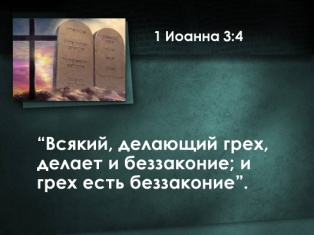 1 Иоанна 3:4
“Всякий, делающий грех,
делает и беззаконие; и
грех есть беззаконие”.